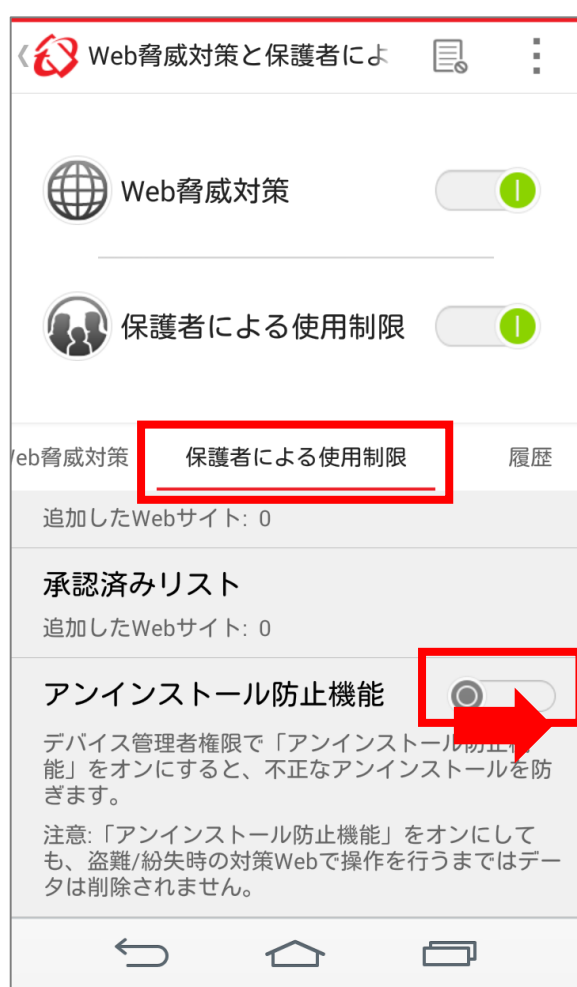 Web脅威対策と保護者によ
Web脅威対策
保護者による使用制限
eb脅威対策 保護者による使用制限 履歴
追加したWebサイト: 0
承認済みリスト
追加したWebサイト: 0
アンインストール防止機能
デバイス管理者権限で「アンインストール防止
能」をオンにすると、不正なアンインストールを防
ぎます。
注意:「アンインストール防止機能」をオンにして
も、盗難/紛失時の対策Webで操作を行うまではデー
タは削除されません。